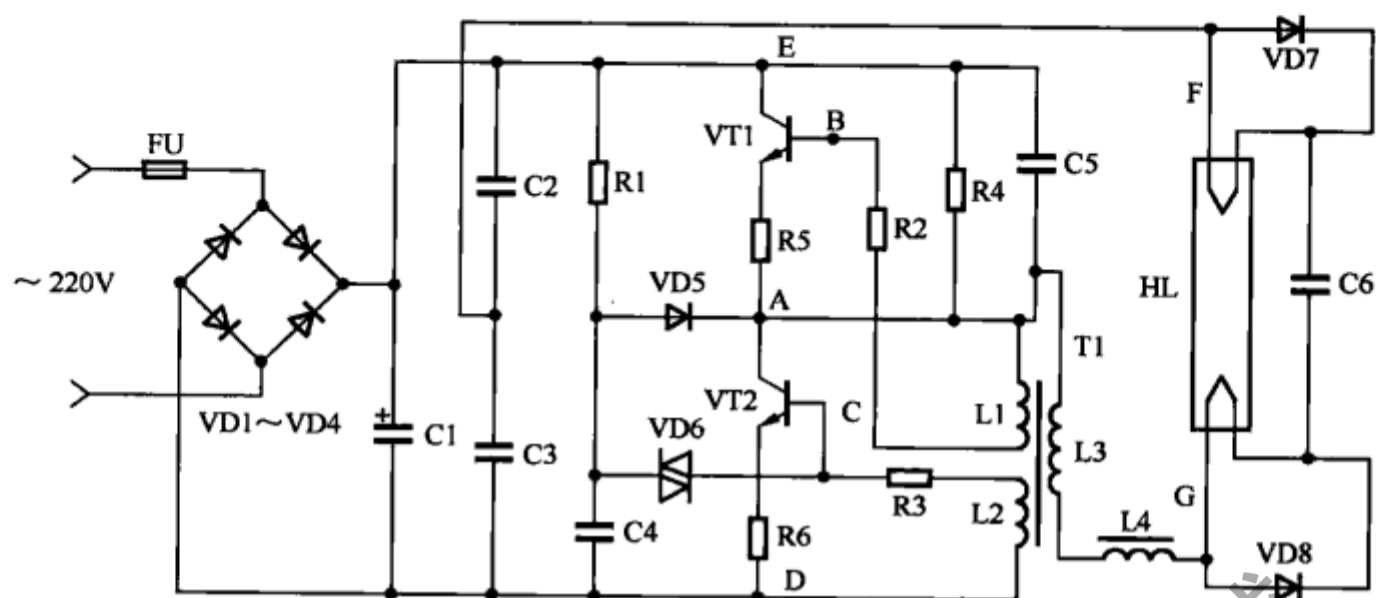 E
VD7
F
FU
VT1
B
C2
R1
R4
C5
R5
R2
~ 220V
VD5
A
HL
C6
T1
VT2
C
L1
VD1~VD4
+
C1
C3
VD6
L3
R3
L2
G
C4
R6
L4
VD8
D